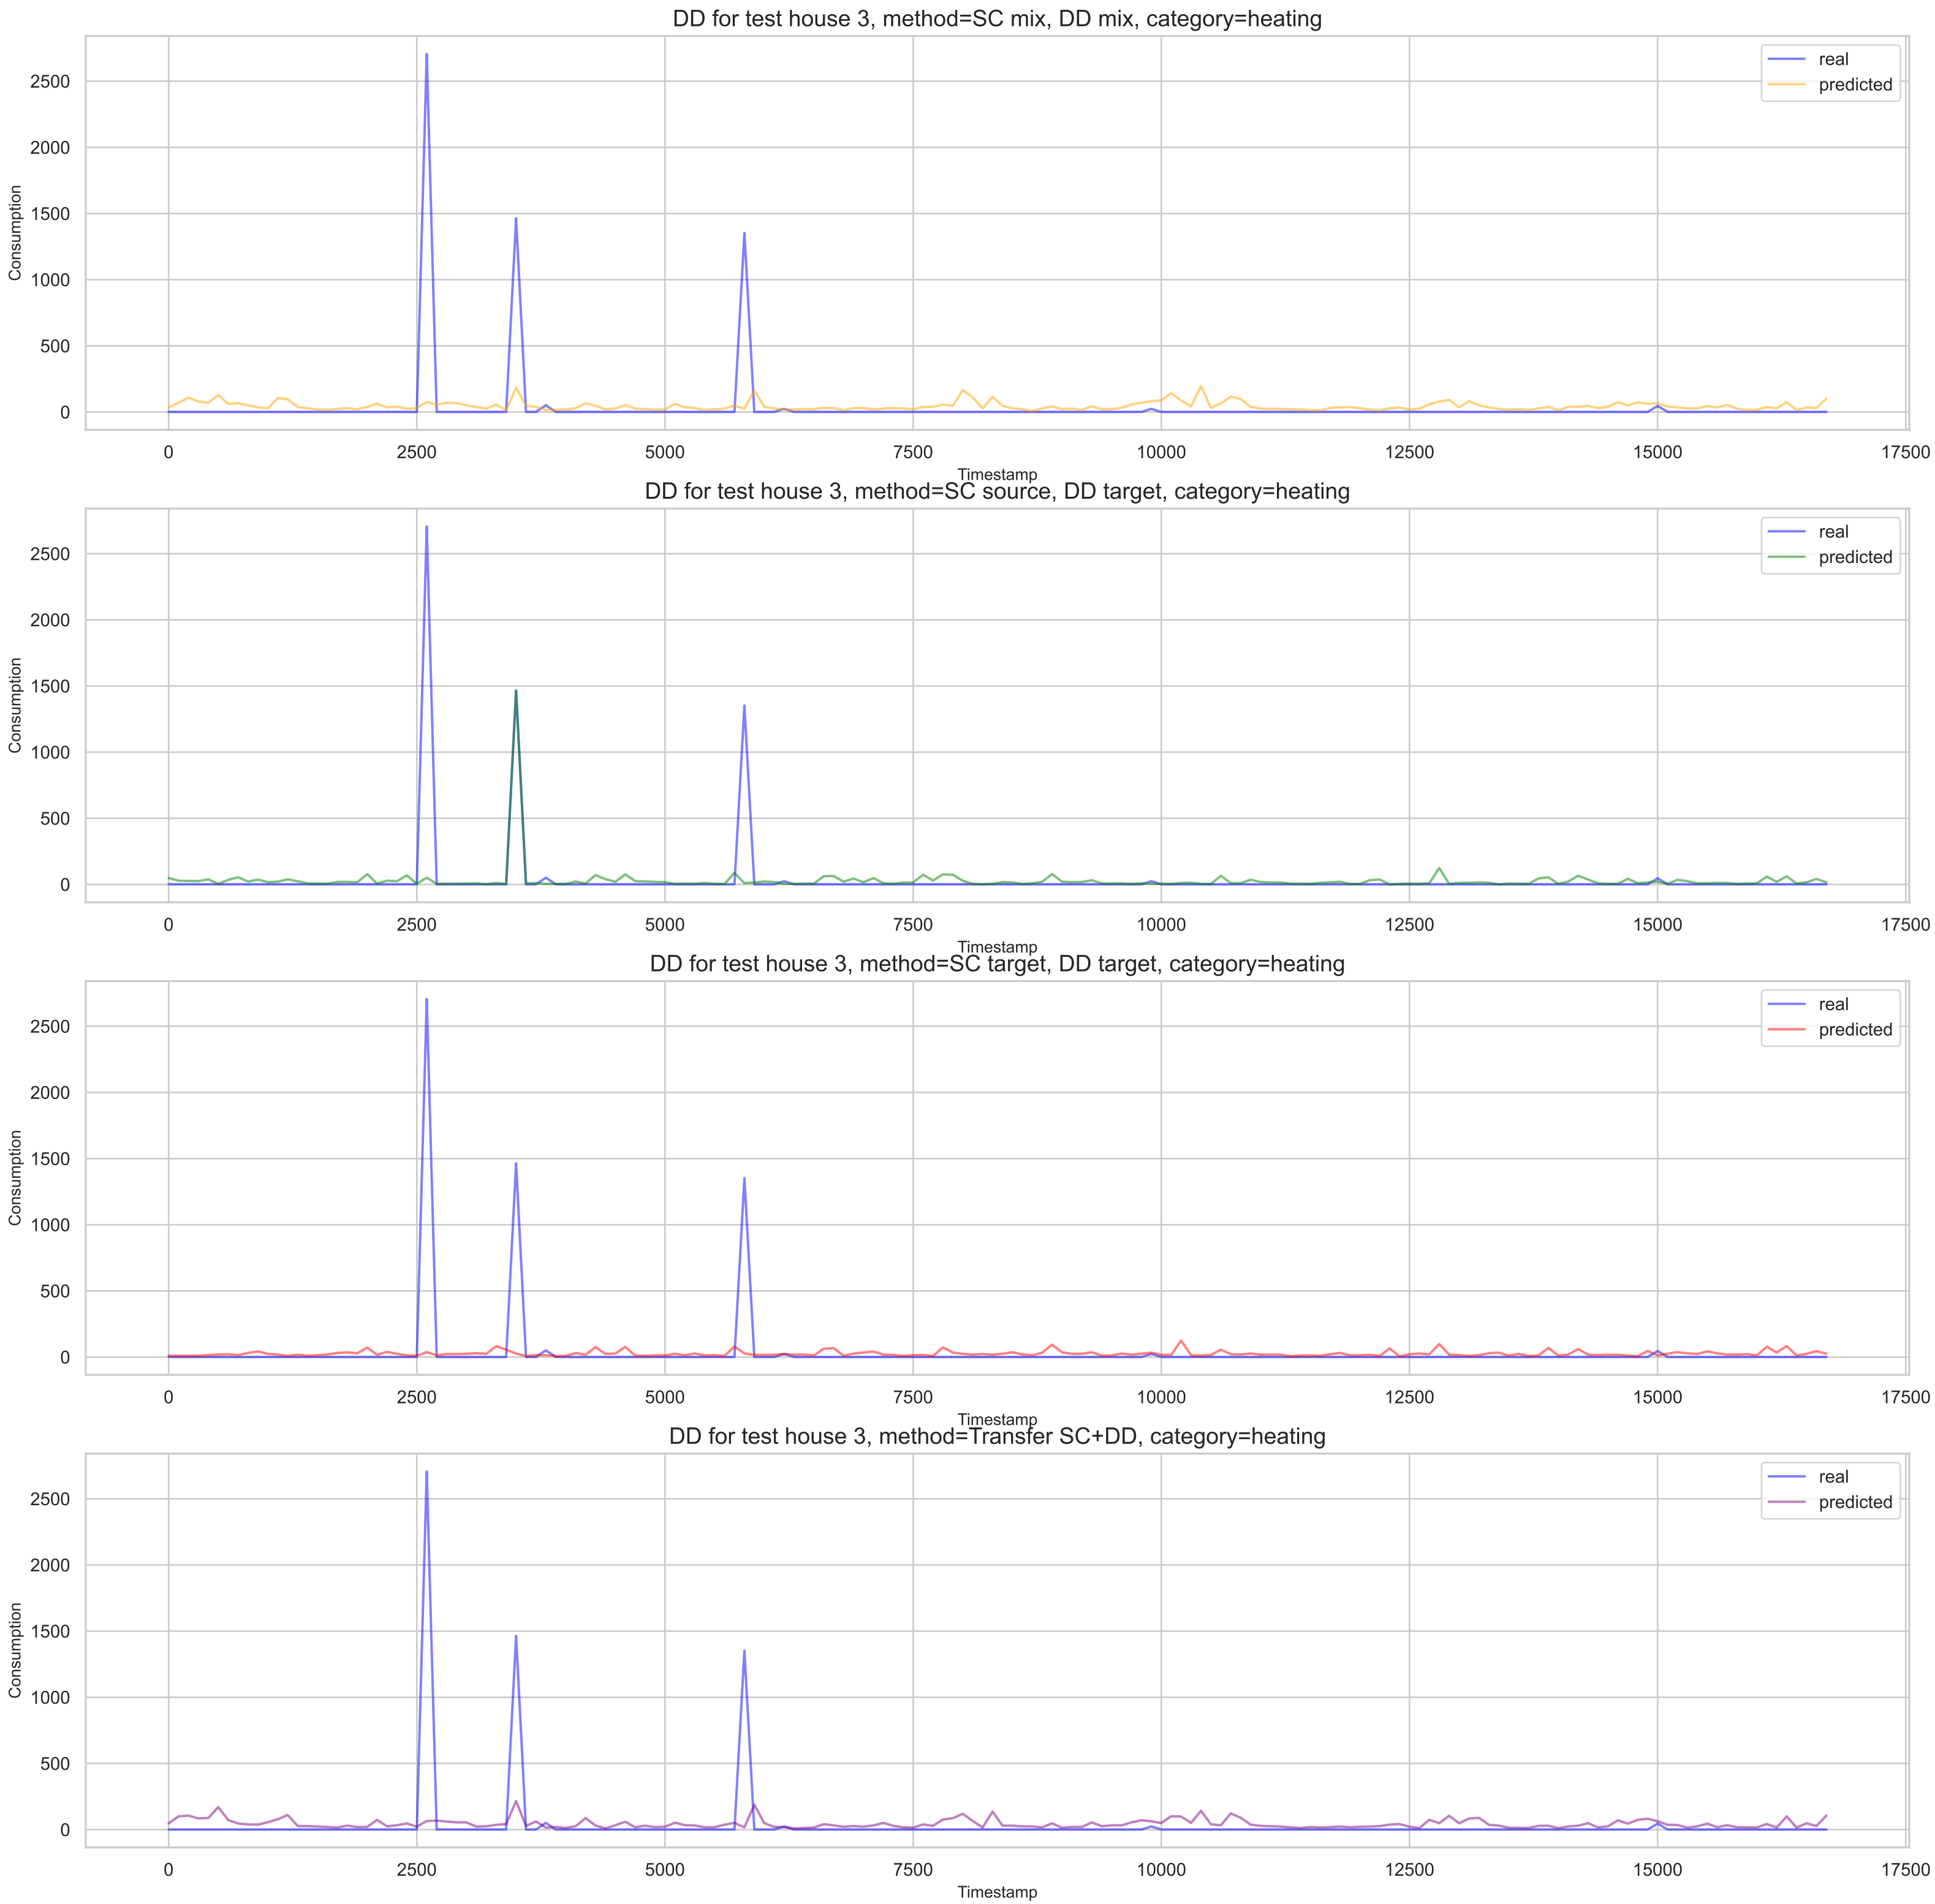 DD for test house 3, method=SC mix, DD mix, category=heating
real
predicted
2500
2000
1500
1000
500
0
Consumption
0 2500 5000 7500 10000 12500 15000 17500
Timestamp
DD for test house 3, method=SC source, DD target, category=heating
real
predicted
2500
2000
1500
1000
500
0
Consumption
0 2500 5000 7500 10000 12500 15000 17500
Timestamp
DD for test house 3, method=SC target, DD target, category=heating
real
predicted
2500
2000
1500
1000
500
0
Consumption
0 2500 5000 7500 10000 12500 15000 17500
Timestamp
DD for test house 3, method=Transfer SC+DD, category=heating
real
predicted
2500
2000
1500
1000
500
0
Consumption
0 2500 5000 7500 10000 12500 15000 17500
Timestamp